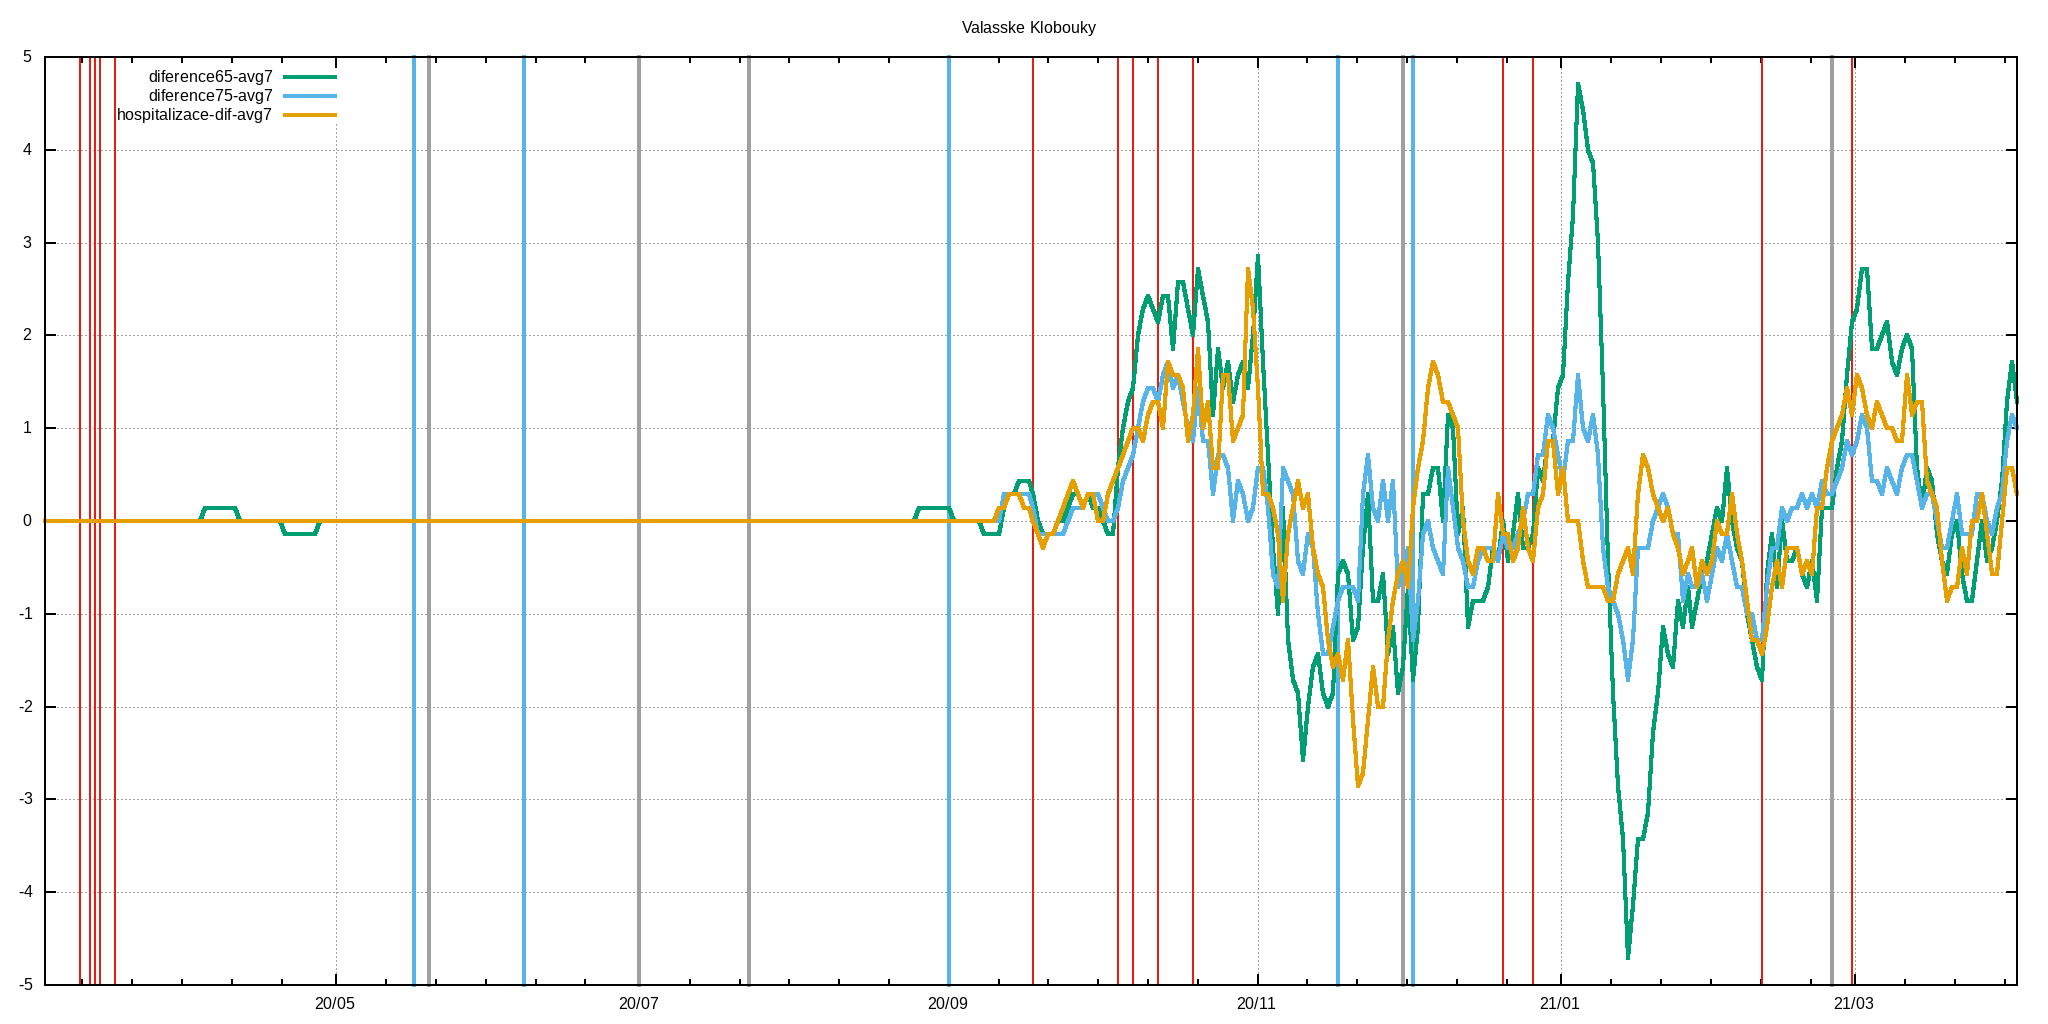 Valasske Klobouky
diference65-avg7
diference75-avg7
hospitalizace-dif-avg7
5
4
3
2
1
0
-1
-2
-3
-4
-5
20/05 20/07 20/09 20/11 21/01 21/03